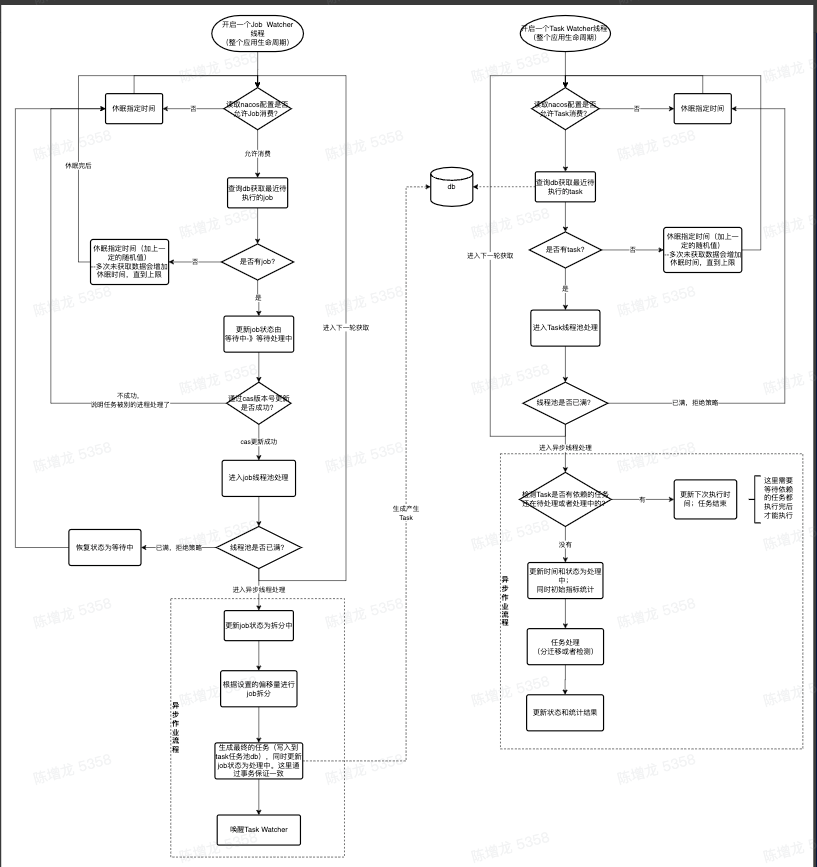 开启一个Job Watcher
线程
（整个应用生命周期）
读取nacos配置是否
允许Job消费?
否
休眠指定时间
允许消费
休眠完后
查询db获取最近待
执行的job
是否有job?
否
休眠指定时间（加上一
定的随机值）
--多次未获取数据会增加
休眠时间，直到上限
是
更新job状态由
等待中-》等待处理中
进入下一轮获取
通过cas版本号更新
是否成功?
不成功，
说明任务被别的进程处理了
cas更新成功
进入job线程池处理
线程池是否已满?
已满，拒绝策略
恢复状态为等待中
进入异步线程处理
异步作业流程
更新job状态为拆分中
根据设置的偏移量进行
job拆分
生成最终的任务（写入到
task任务池db），同时更新
job状态为处理中。这里通
过事务保证一致
唤醒Task Watcher
生成产生
Task
db
开启一个Task Watcher线程
（整个应用生命周期）
读取nacos配置是否
允许Task消费?
否
休眠指定时间
查询db获取最近待
执行的task
是否有task?
否
休眠指定时间（加上一
定的随机值）
--多次未获取数据会增加
休眠时间，直到上限
进入下一轮获取
是
进入Task线程池处理
线程池是否已满?
已满，拒绝策略
进入异步线程处理
异步作业流程
检测Task是否有依赖的任务
还在待处理或者处理中的?
有
更新下次执行时
间；任务结束
这里需要
等待依赖
的任务都
执行完后
才能执行
没有
更新时间和状态为处理
中；
同时初始指标统计
任务处理
（分迁移或者检测）
更新状态和统计结果
陈增龙 5358